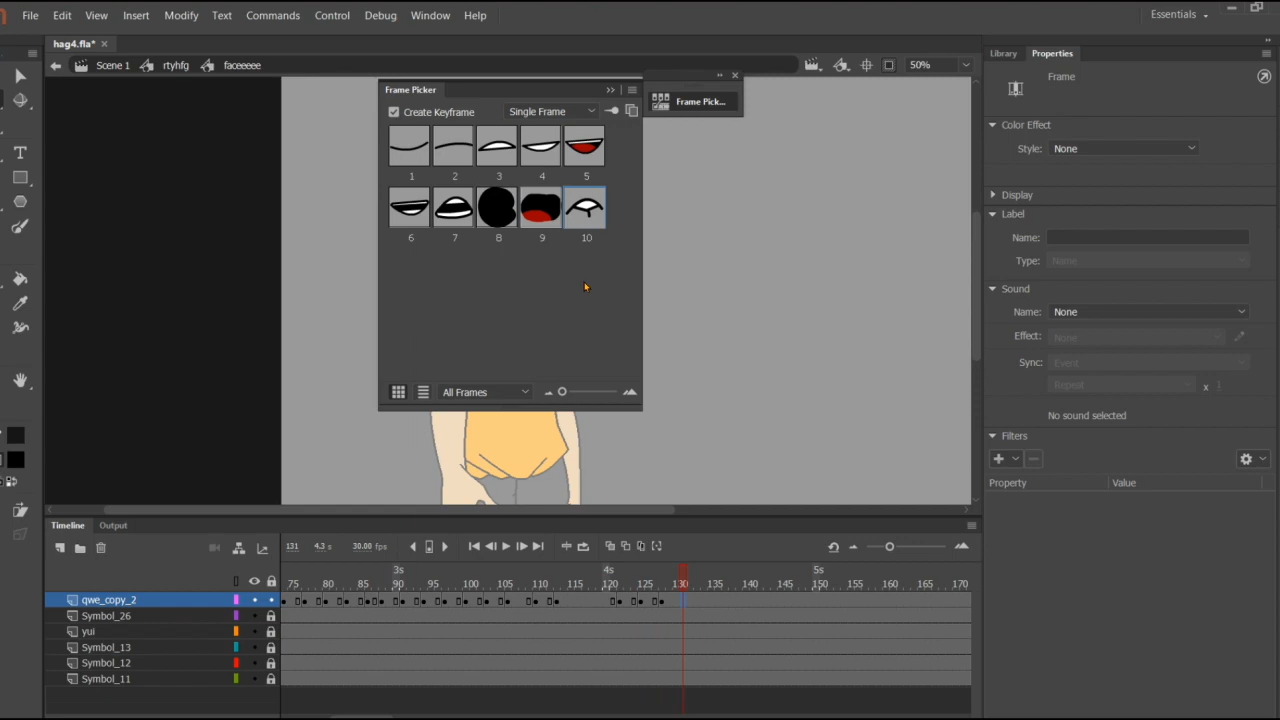 File Edit View Insert Modify Text Commands Control Debug Window Help
Essentials
hag4.fla* ×
Scene 1 rtyhfg faceeeee 50%
Library Properties
Frame Picker
Frame Pick...
Frame
Create Keyframe Single Frame
Color Effect
Style: None
1 2 3 4 5
Display
Label
6 7 8 9 10
Name:
Type: Name
Sound
Name: None
Effect: None
Sync: Event
Repeat x 1
All Frames
No sound selected
Filters
Property Value
Timeline Output
131 4.3 s 30.00 fps
3s 4s 5s
75 80 85 90 95 100 105 110 115 120 125 130 135 140 145 150 155 160 165 170
qwe_copy_2
Symbol_26
yui
Symbol_13
Symbol_12
Symbol_11